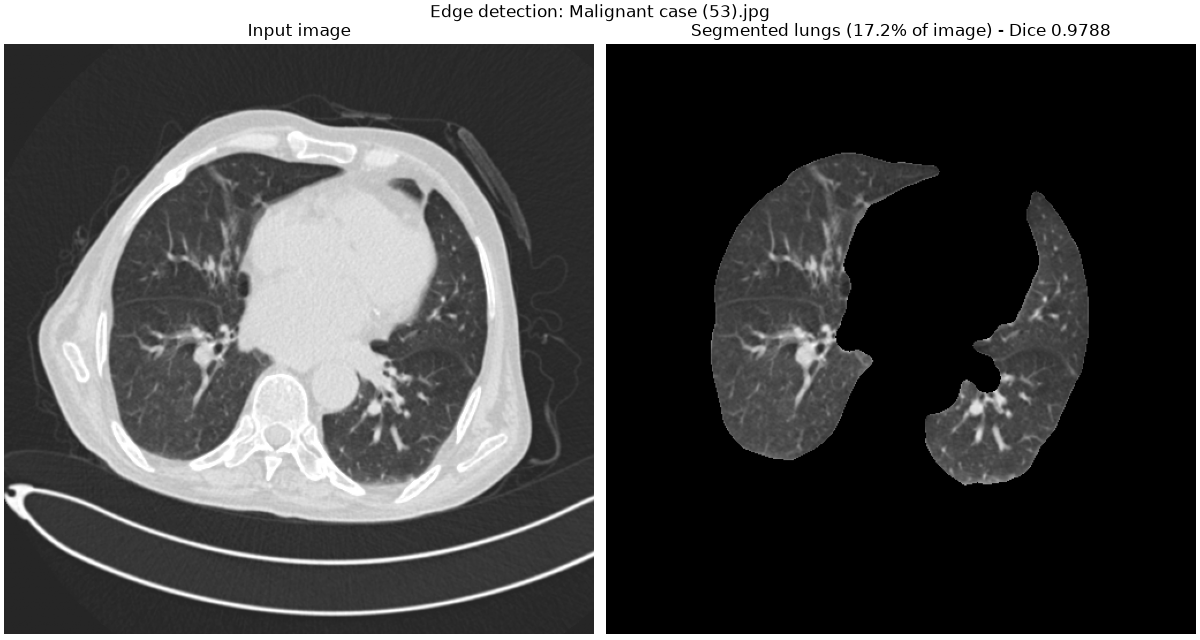 Edge detection: Malignant case (53).jpg
Input image
Segmented lungs (17.2% of image) - Dice 0.9788